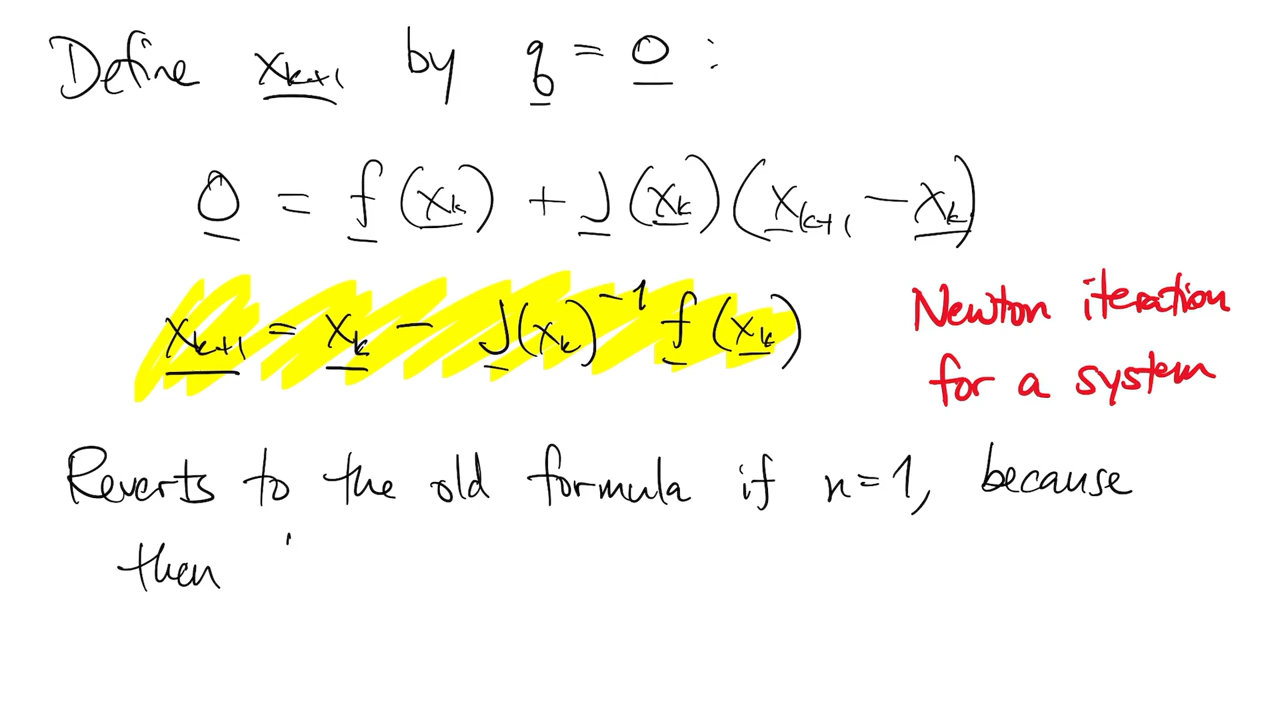 Define x_{k+1} by q = 0 :
0 = f(x_k) + J(x_k)(x_{k+1} - x_k)
x_{k+1} = x_k - J(x_k)^{-1} f(x_k)
Newton iteration
for a system
Reverts to the old formula if n=1, because
then